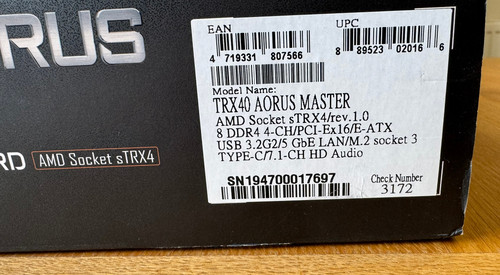 RUS
RD AMD Socket sTRX4
EAN UPC
4 719331 807566 8 89523 02016 6
Model Name:
TRX40 AORUS MASTER
AMD Socket sTRX4/rev.1.0
8 DDR4 4-CH/PCI-Ex16/E-ATX
USB 3.2G2/5 GbE LAN/M.2 socket 3
TYPE-C/7.1-CH HD Audio
SN194700017697
Check Number
3172